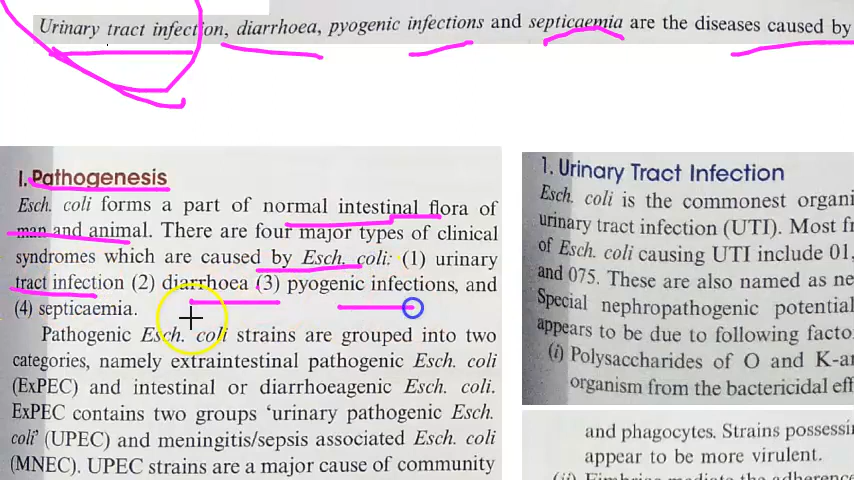 Urinary tract infection, diarrhoea, pyogenic infections and septicaemia are the diseases caused by
I. Pathogenesis
Esch. coli forms a part of normal intestinal flora of
man and animal. There are four major types of clinical
syndromes which are caused by Esch. coli: (1) urinary
tract infection (2) diarrhoea (3) pyogenic infections, and
(4) septicaemia.
Pathogenic Esch. coli strains are grouped into two
categories, namely extraintestinal pathogenic Esch. coli
(ExPEC) and intestinal or diarrhoeagenic Esch. coli.
ExPEC contains two groups ‘urinary pathogenic Esch.
coli’ (UPEC) and meningitis/sepsis associated Esch. coli
(MNEC). UPEC strains are a major cause of community
1. Urinary Tract Infection
Esch. coli is the commonest organi
urinary tract infection (UTI). Most fr
of Esch. coli causing UTI include 01,
and 075. These are also named as ne
Special nephropathogenic potential
appears to be due to following facto
(i) Polysaccharides of O and K-an
organism from the bactericidal eff
and phagocytes. Strains possessin
appear to be more virulent.
(ii) Fimbriae mediate the adherence